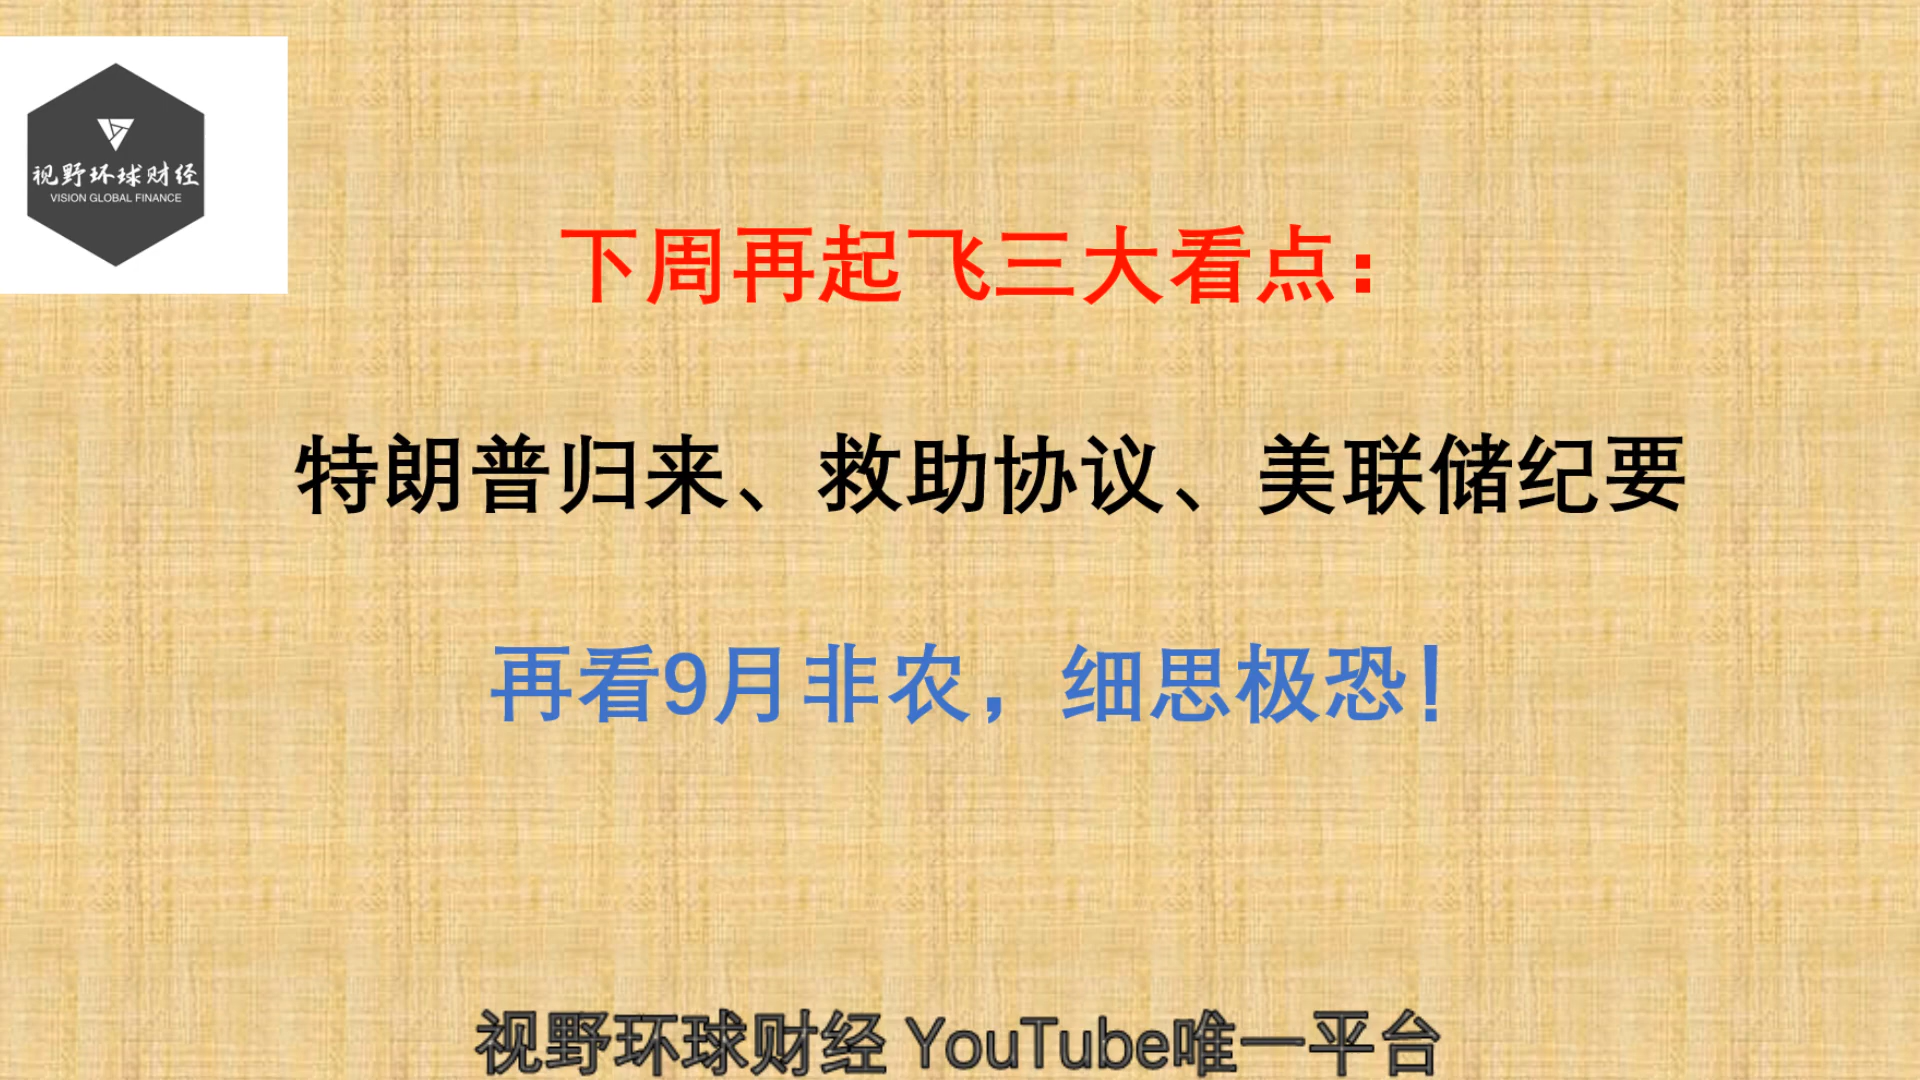 视野环球财经
VISION GLOBAL FINANCE
下周再起飞三大看点：
特朗普归来、救助协议、美联储纪要
再看9月非农，细思极恐！
视野环球财经 YouTube唯一平台